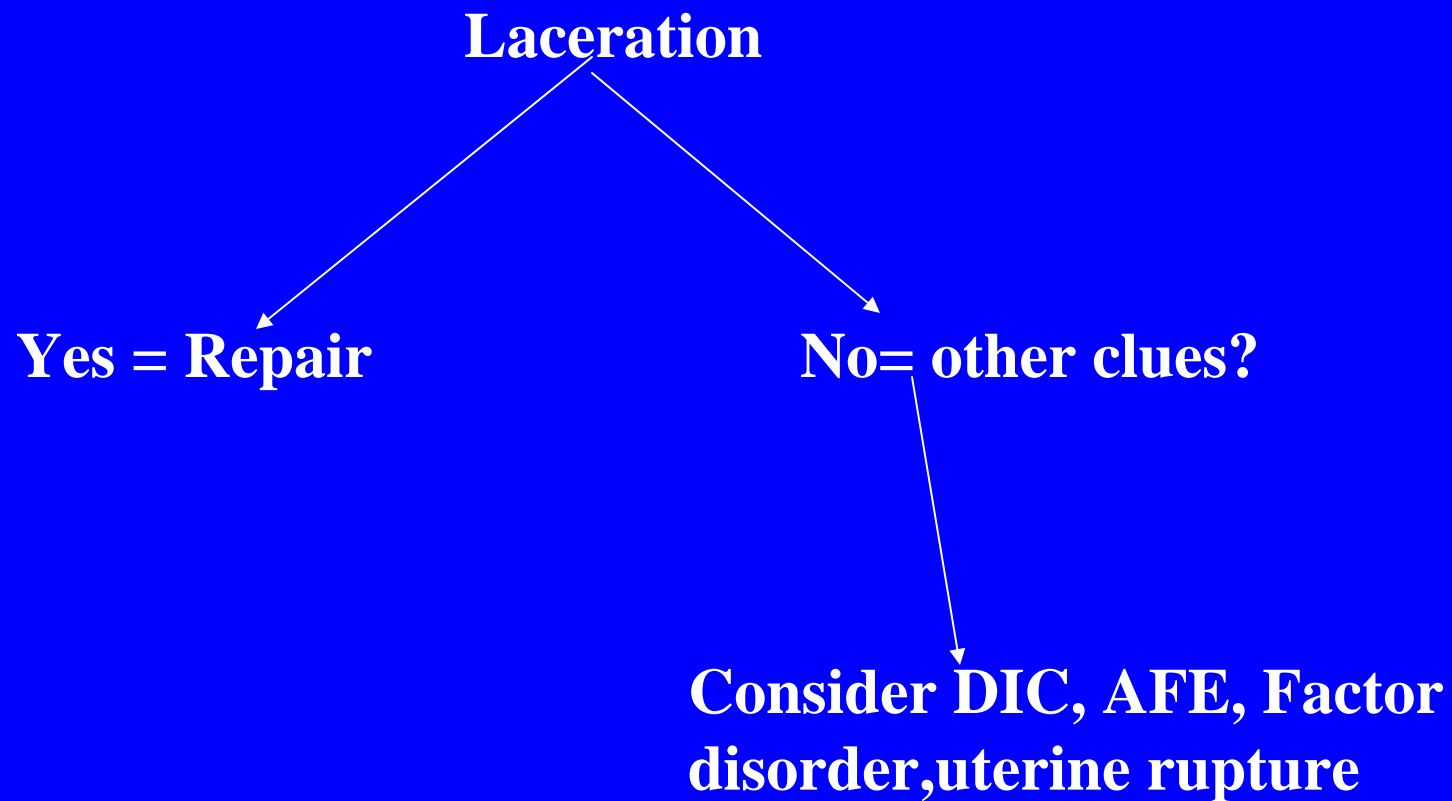 Laceration
Yes = Repair
No= other clues?
Consider DIC, AFE, Factor
disorder,uterine rupture